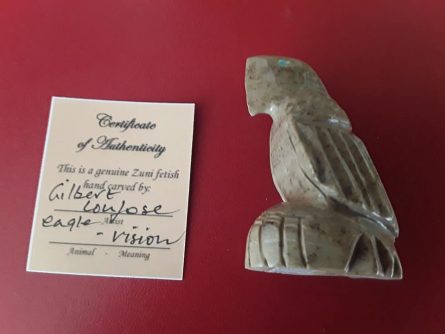 Certificate
of Authenticity
This is a genuine Zuni fetish
hand carved by:
Gilbert
Lonjose
Artist
eagle - vision
Animal - Meaning